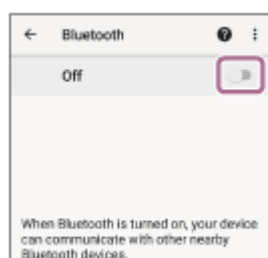 Bluetooth
Off
When Bluetooth is turned on, your device
can communicate with other nearby
Bluetooth devices.